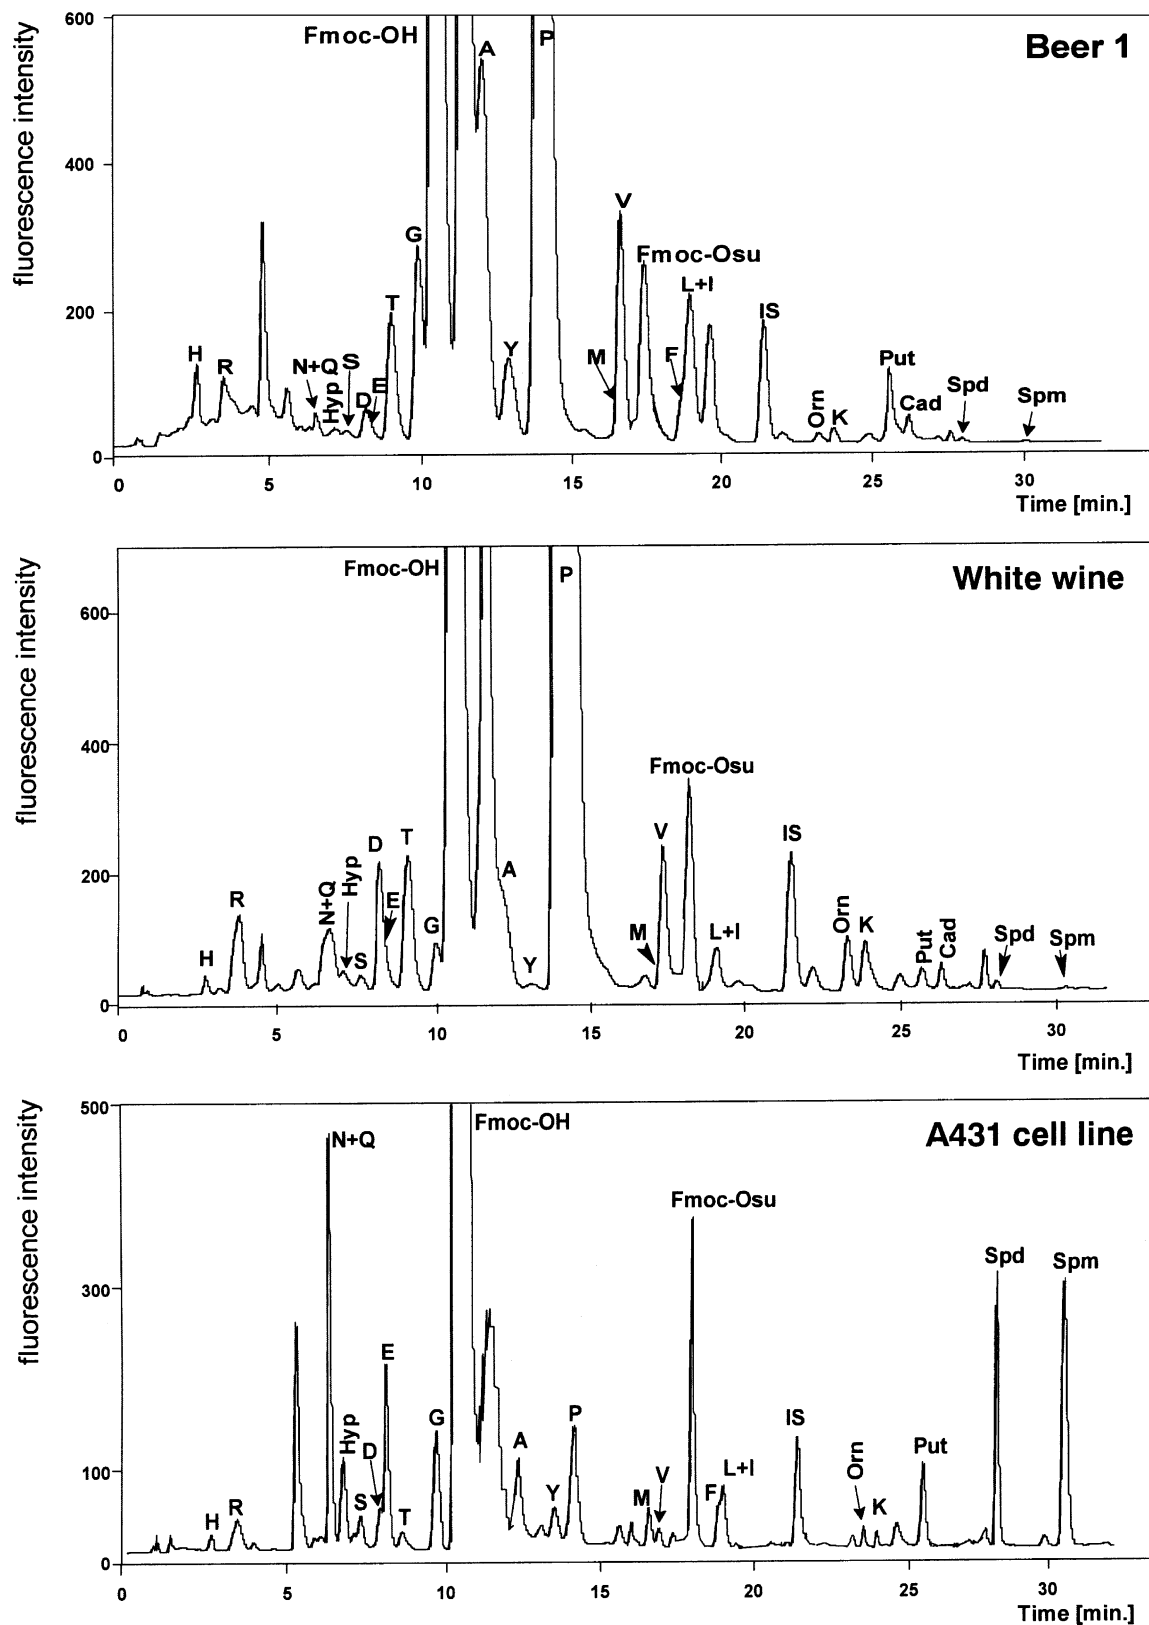 600
Fmoc-OH
A
P
Beer 1
fluorescence intensity
400
V
G
Fmoc-Osu
L+I
200
T
IS
H
R
N+Q
S
Y
M
F
Put
Hyp
D
E
Orn
K
Cad
Spd
Spm
0
0 5 10 15 20 25 30
Time [min.]
Fmoc-OH
P
White wine
fluorescence intensity
600
400
Fmoc-Osu
D
T
V
IS
200
R
N+Q
Hyp
A
E
Orn
G
M
L+I
K
Put
Cad
Spd
Spm
H
S
Y
0
0 5 10 15 20 25 30
Time [min.]
500
Fmoc-OH
A431 cell line
N+Q
fluorescence intensity
Fmoc-Osu
Spd
Spm
300
E
G
P
IS
Hyp
D
A
Orn
Put
100
V
L+I
H
R
S
T
Y
M
F
K
0
0 5 10 15 20 25 30
Time [min.]